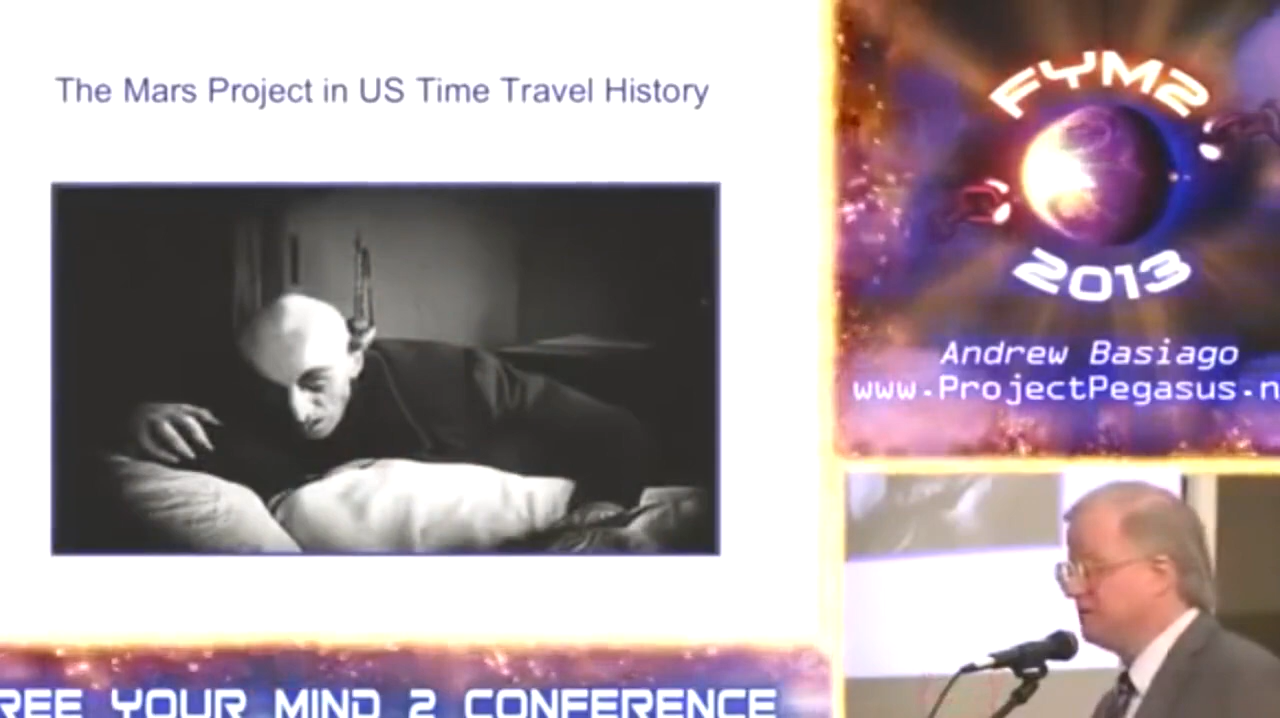 The Mars Project in US Time Travel History
FYM2
2013
Andrew Basiago
www.ProjectPegasus.n
REE YOUR MIND 2 CONFERENCE